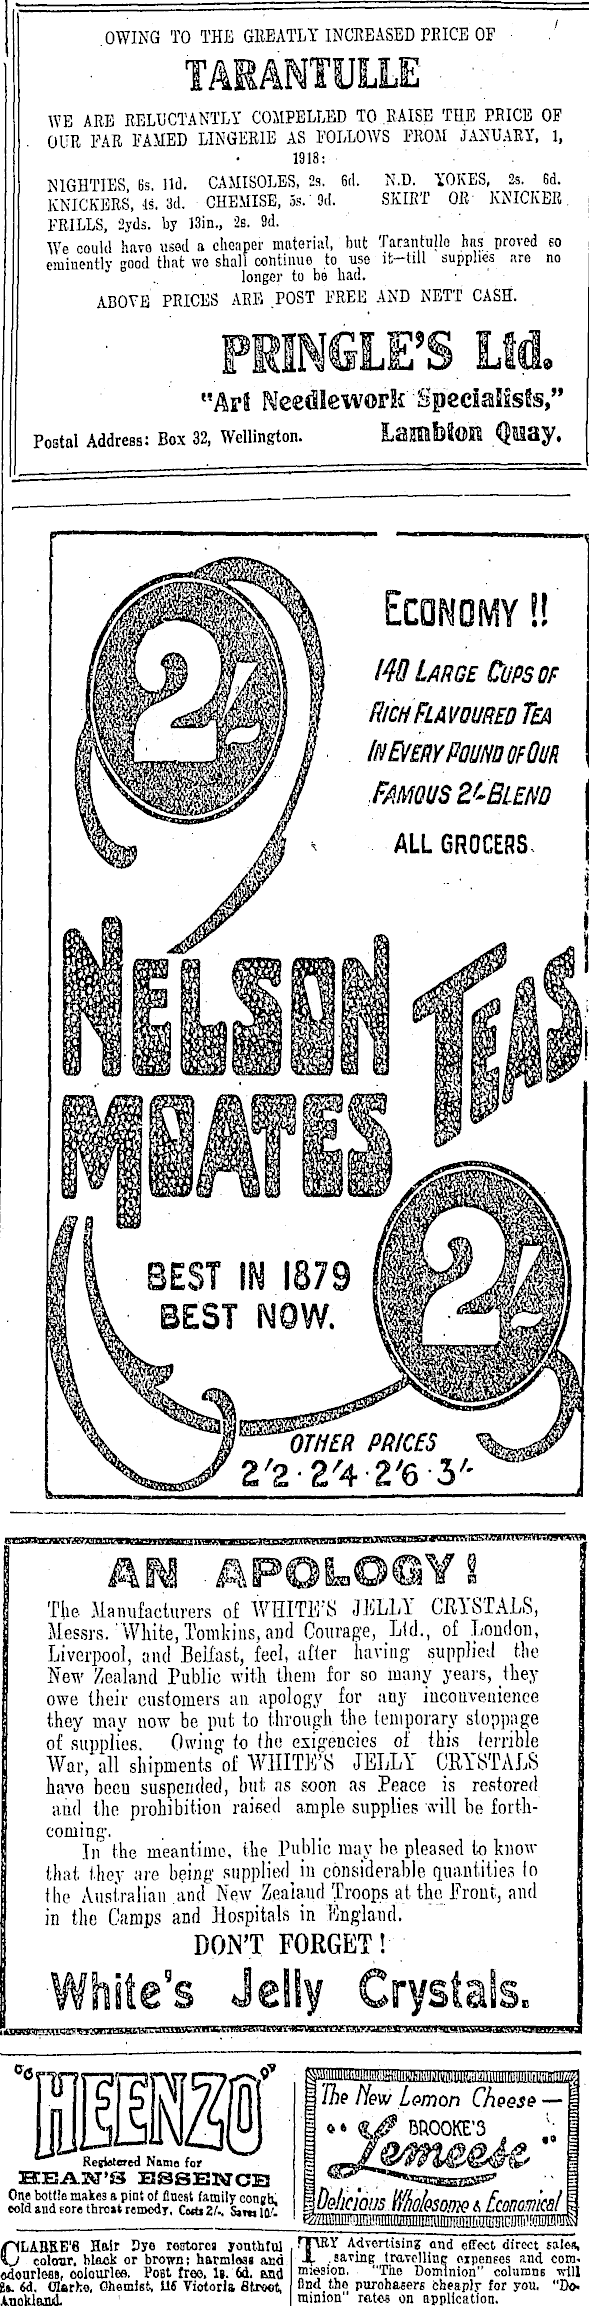 OWING TO THE GREATLY INCREASED PRICE OF
TARANTULLE
WE ARE RELUCTANTLY COMPELLED TO RAISE THE PRICE OF
OUR FAR FAMED LINGERIE AS FOLLOWS FROM JANUARY, 1,
1918:
NIGHTIES, 6s. 11d. CAMISOLES, 2s. 6d. N.D. YOKES, 2s. 6d.
KNICKERS, 4s. 3d. CHEMISE, 5s. 9d. SKIRT OR KNICKER
FRILLS, 2yds. by 13in., 2s. 9d.
We could have used a cheaper material, but Tarantulle has proved so
eminently good that we shall continue to use it—till supplies are no
longer to be had.
ABOVE PRICES ARE POST FREE AND NETT CASH.
PRINGLE'S Ltd.
"Art Needlework Specialists,"
Postal Address: Box 32, Wellington. Lambton Quay.
2/-
ECONOMY !!
140 LARGE CUPS OF
RICH FLAVOURED TEA
IN EVERY POUND OF OUR
FAMOUS 2/- BLEND
ALL GROCERS.
NELSON
MOATES
TEAS
BEST IN 1879
BEST NOW.
2/-
OTHER PRICES
2/2 · 2/4 · 2/6 · 3/-
AN APOLOGY!
The Manufacturers of WHITE'S JELLY CRYSTALS,
Messrs. White, Tomkins, and Courage, Ltd., of London,
Liverpool, and Belfast, feel, after having supplied the
New Zealand Public with them for so many years, they
owe their customers an apology for any inconvenience
they may now be put to through the temporary stoppage
of supplies. Owing to the exigencies of this terrible
War, all shipments of WHITE'S JELLY CRYSTALS
have been suspended, but as soon as Peace is restored
and the prohibition raised ample supplies will be forth-
coming.
In the meantime, the Public may be pleased to know
that they are being supplied in considerable quantities to
the Australian and New Zealand Troops at the Front, and
in the Camps and Hospitals in England.
DON'T FORGET!
White's Jelly Crystals.
"HEENZO"
Registered Name for
HEAN'S ESSENCE
One bottle makes a pint of finest family cough,
cold and sore throat remedy. Costs 2/-. Saves 10/-
The New Lemon Cheese—
BROOKE'S
"Lemeese"
Delicious Wholesome & Economical
CLARKE'S Hair Dye restores youthful
colour, black or brown; harmless and
odourless, colourless. Post free, 1s. 6d. and
2s. 6d. Clarke, Chemist, 116 Victoria Street,
Auckland.
TRY Advertising and effect direct sales,
saving travelling expenses and com-
mission. "The Dominion" columns will
find the purchasers cheaply for you. "Do-
minion" rates on application.